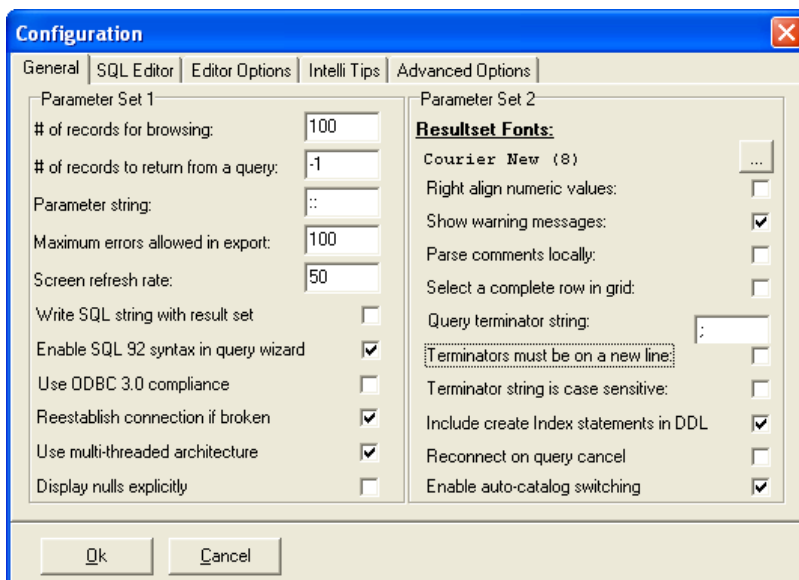 Configuration
General SQL Editor Editor Options Intelli Tips Advanced Options
Parameter Set 1
# of records for browsing: 100
# of records to return from a query: -1
Parameter string: ::
Maximum errors allowed in export: 100
Screen refresh rate: 50
Write SQL string with result set
Enable SQL 92 syntax in query wizard
Use ODBC 3.0 compliance
Reestablish connection if broken
Use multi-threaded architecture
Display nulls explicitly
Parameter Set 2
Resultset Fonts:
Courier New (8) ...
Right align numeric values:
Show warning messages:
Parse comments locally:
Select a complete row in grid:
Query terminator string: ;
Terminators must be on a new line:
Terminator string is case sensitive:
Include create Index statements in DDL
Reconnect on query cancel
Enable auto-catalog switching
Ok Cancel